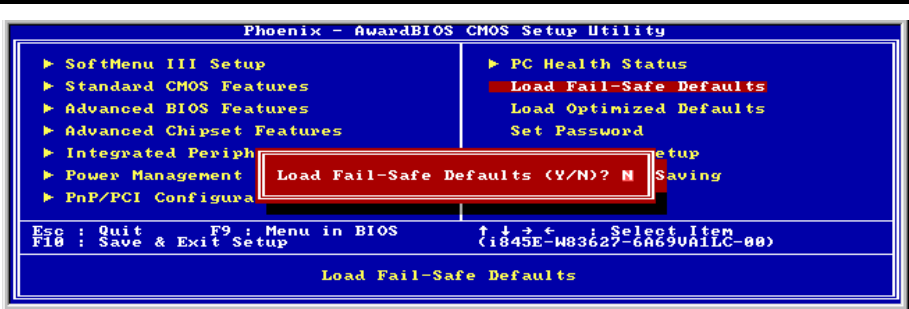 Phoenix - AwardBIOS CMOS Setup Utility
► SoftMenu III Setup
► Standard CMOS Features
► Advanced BIOS Features
► Advanced Chipset Features
► Integrated Periph
► Power Management
► PnP/PCI Configura
► PC Health Status
Load Fail-Safe Defaults
Load Optimized Defaults
Set Password
etup
Saving
Load Fail-Safe Defaults (Y/N)? N
Esc : Quit F9 : Menu in BIOS ↑ ↓ → ← : Select Item
F10 : Save & Exit Setup (i845E-W83627-6A69VA1LC-00)
Load Fail-Safe Defaults